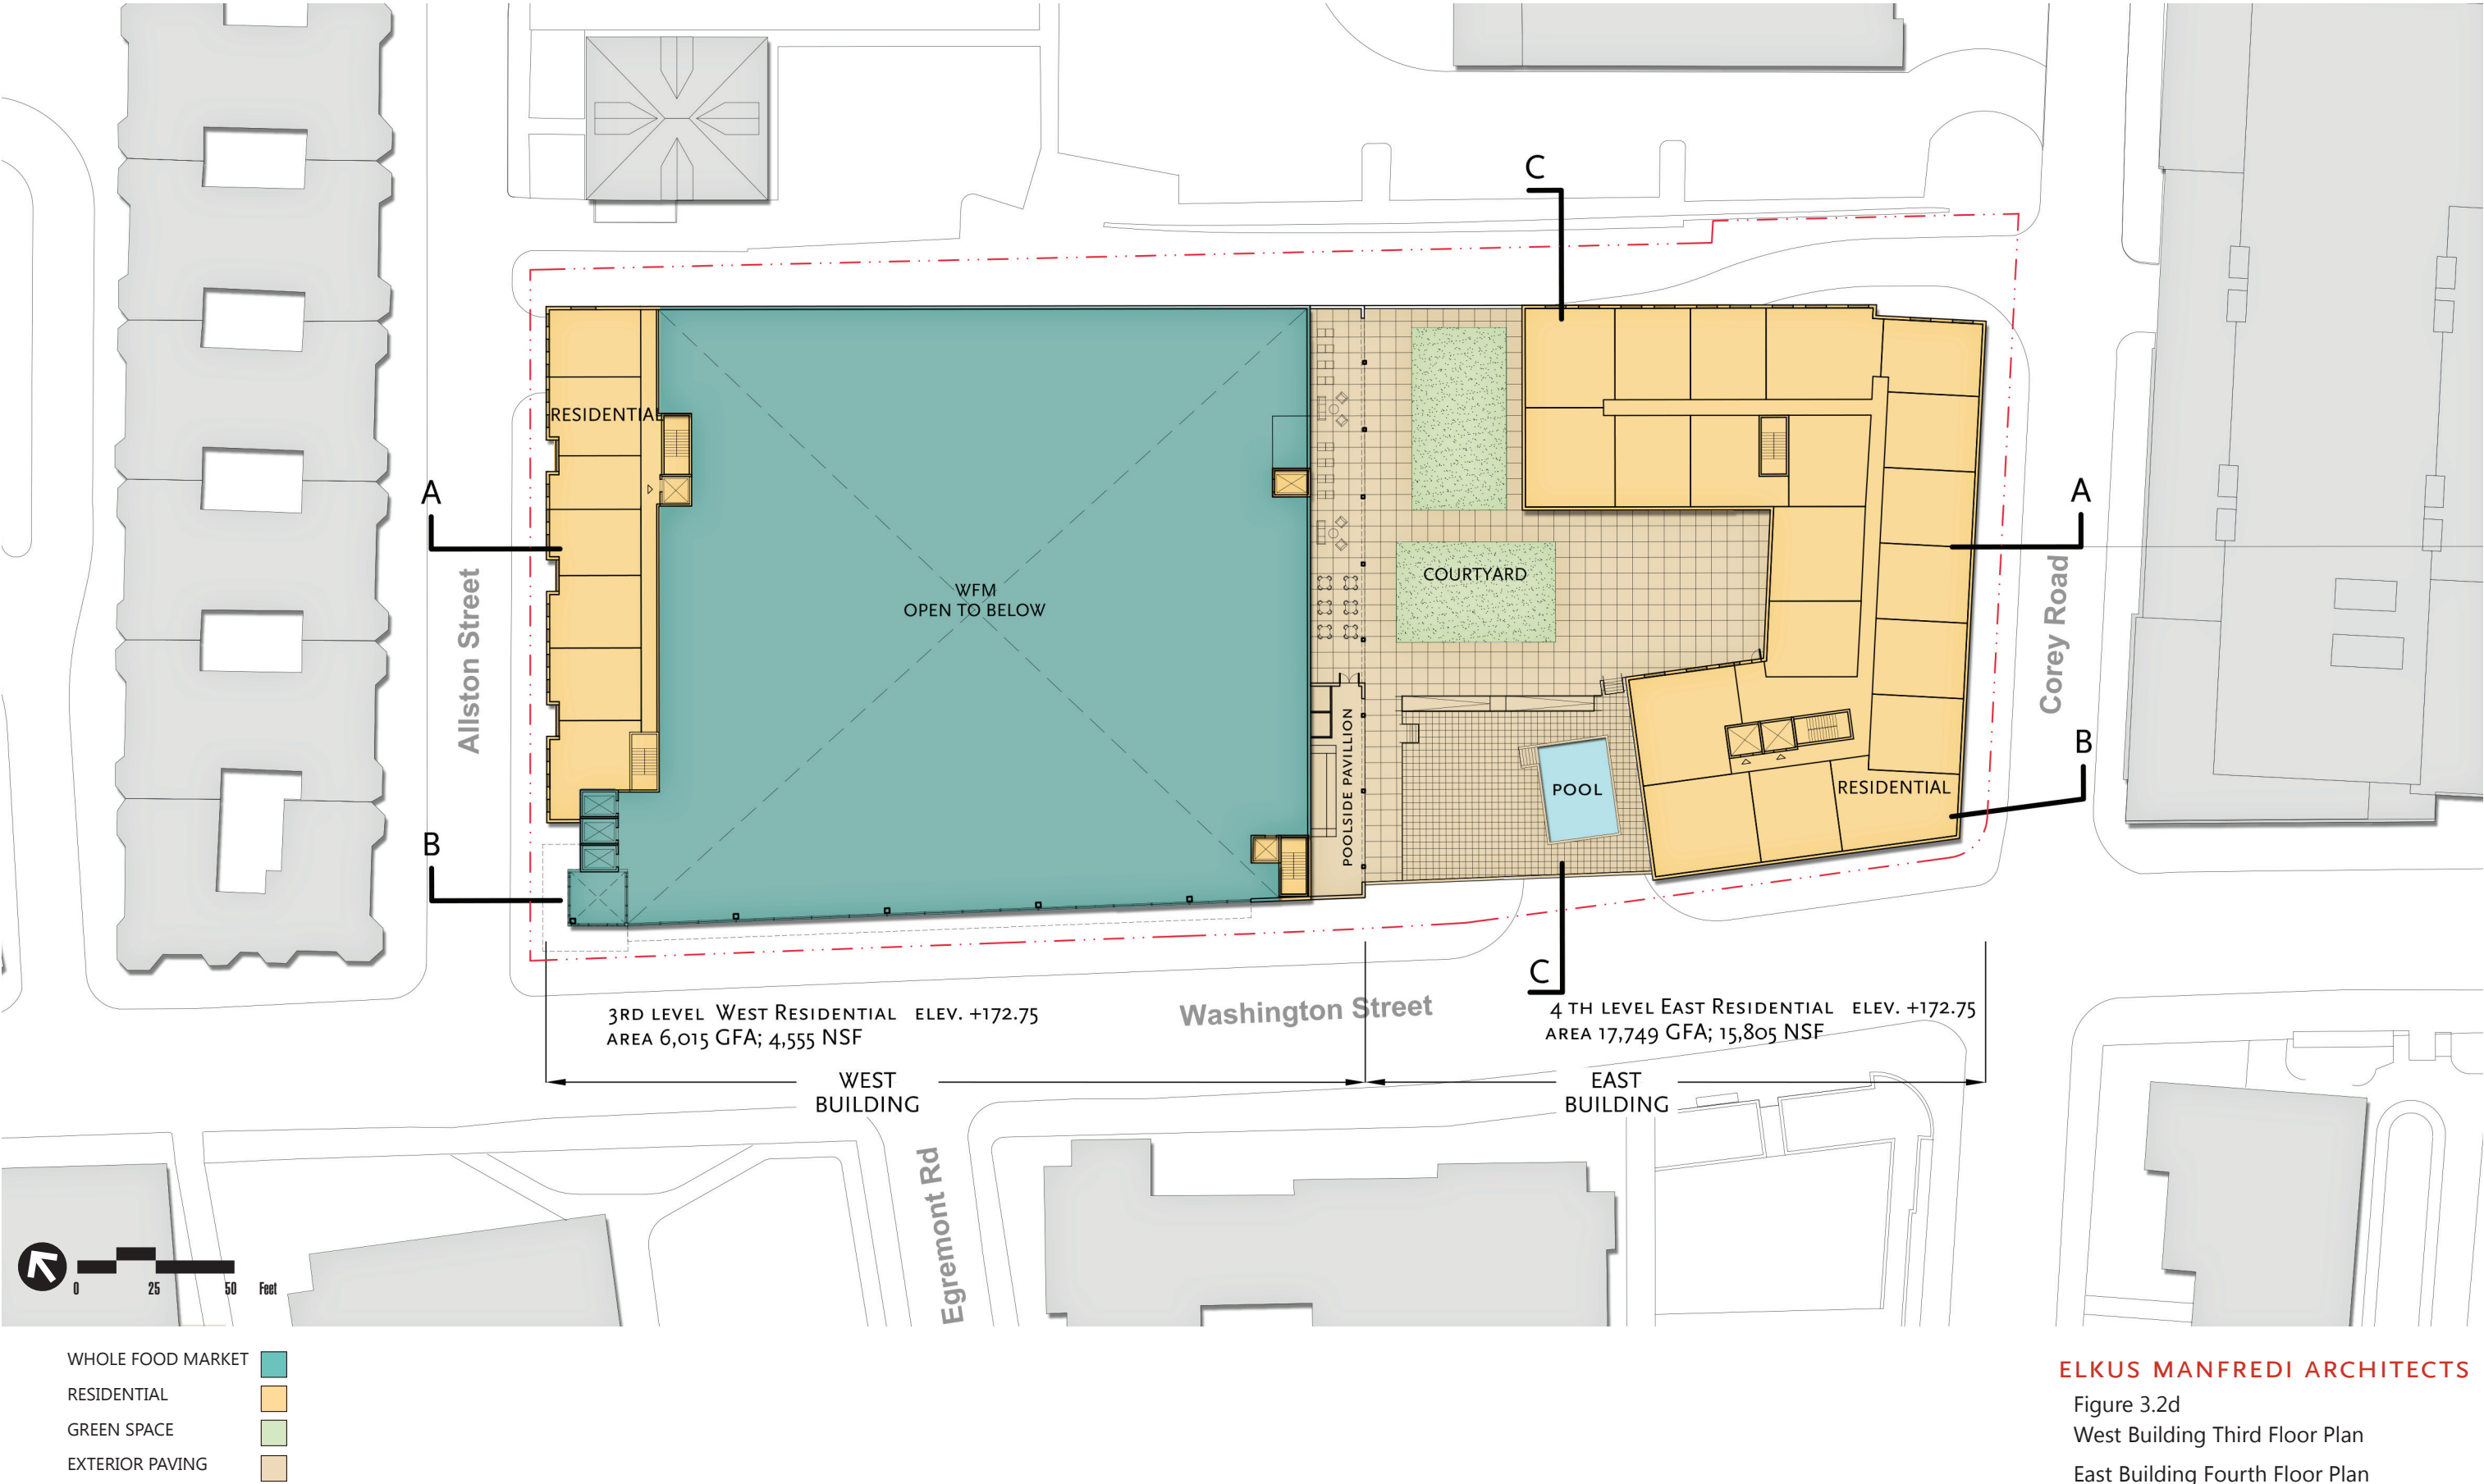 C
RESIDENTIAL
A
A
WFM
OPEN TO BELOW
COURTYARD
Allston Street
Corey Road
POOLSIDE PAVILLION
POOL
RESIDENTIAL
B
B
C
3RD LEVEL WEST RESIDENTIAL ELEV. +172.75
AREA 6,015 GFA; 4,555 NSF
Washington Street
4 TH LEVEL EAST RESIDENTIAL ELEV. +172.75
AREA 17,749 GFA; 15,805 NSF
WEST
BUILDING
EAST
BUILDING
Egremont Rd
0 25 50 Feet
WHOLE FOOD MARKET
RESIDENTIAL
GREEN SPACE
EXTERIOR PAVING
ELKUS MANFREDI ARCHITECTS
Figure 3.2d
West Building Third Floor Plan
East Building Fourth Floor Plan